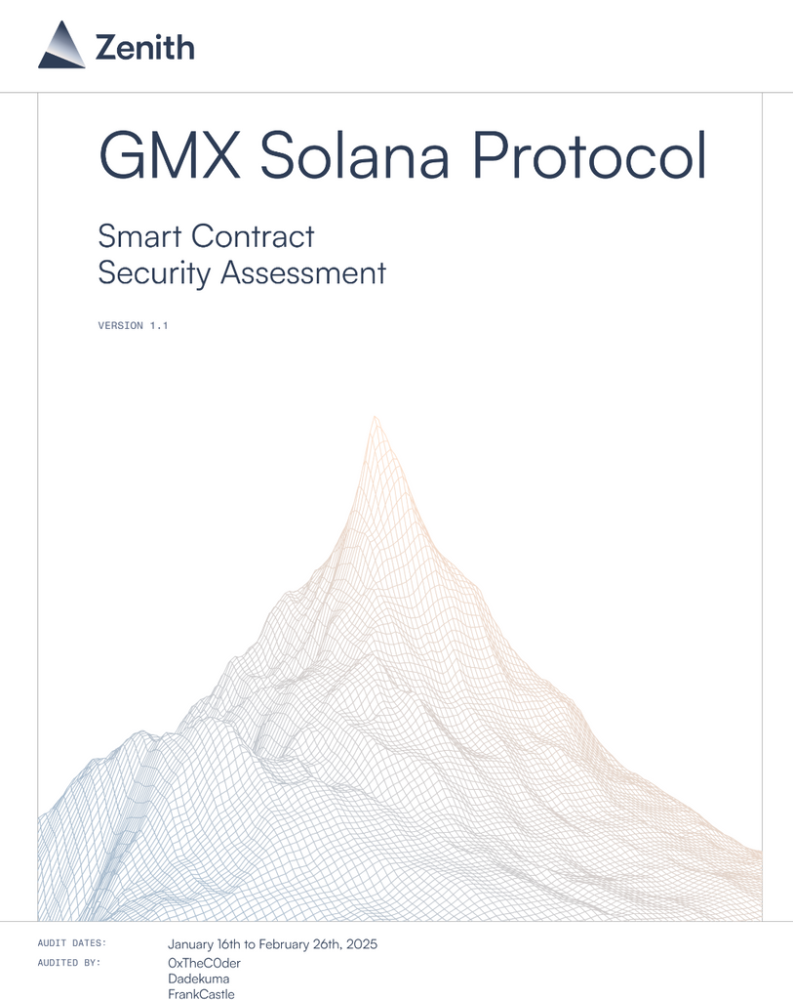 Zenith
GMX Solana Protocol
Smart Contract
Security Assessment
VERSION 1.1
AUDIT DATES: January 16th to February 26th, 2025
AUDITED BY: 0xTheC0der
Dadekuma
FrankCastle